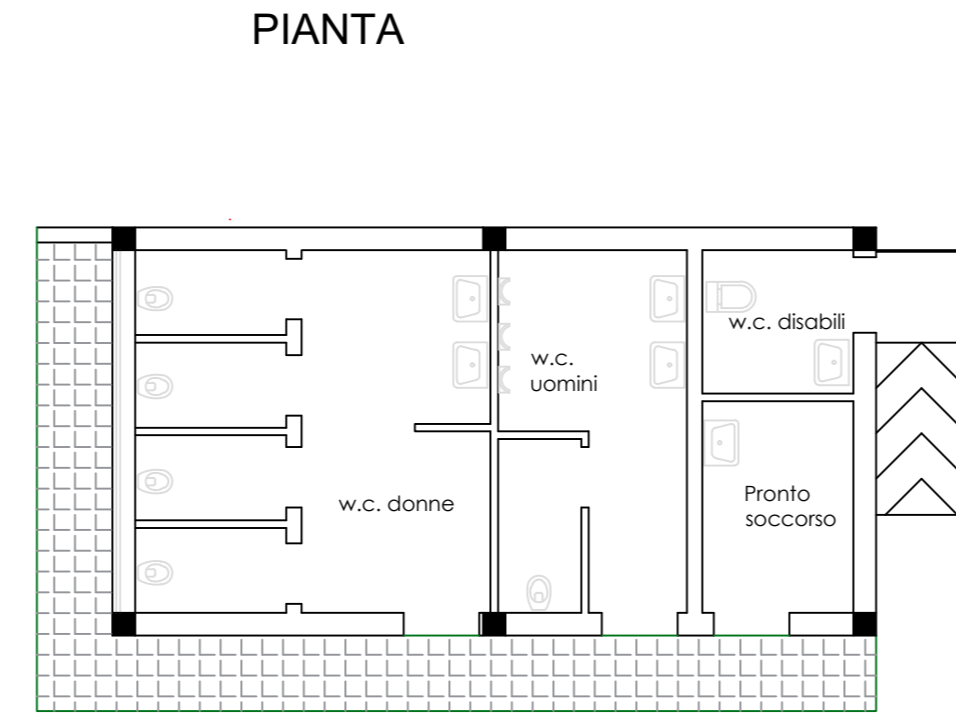 PIANTA
w.c. disabili
w.c.
uomini
w.c. donne
Pronto
soccorso